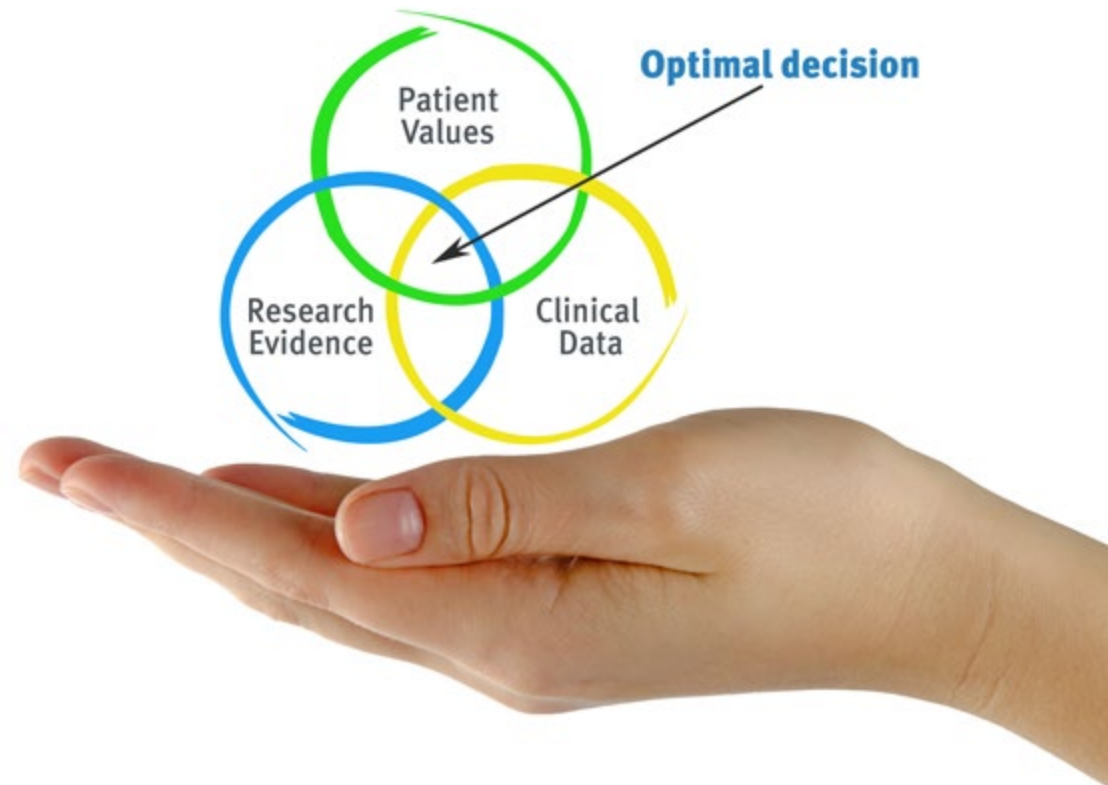 Optimal decision
Patient
Values
Research
Evidence
Clinical
Data